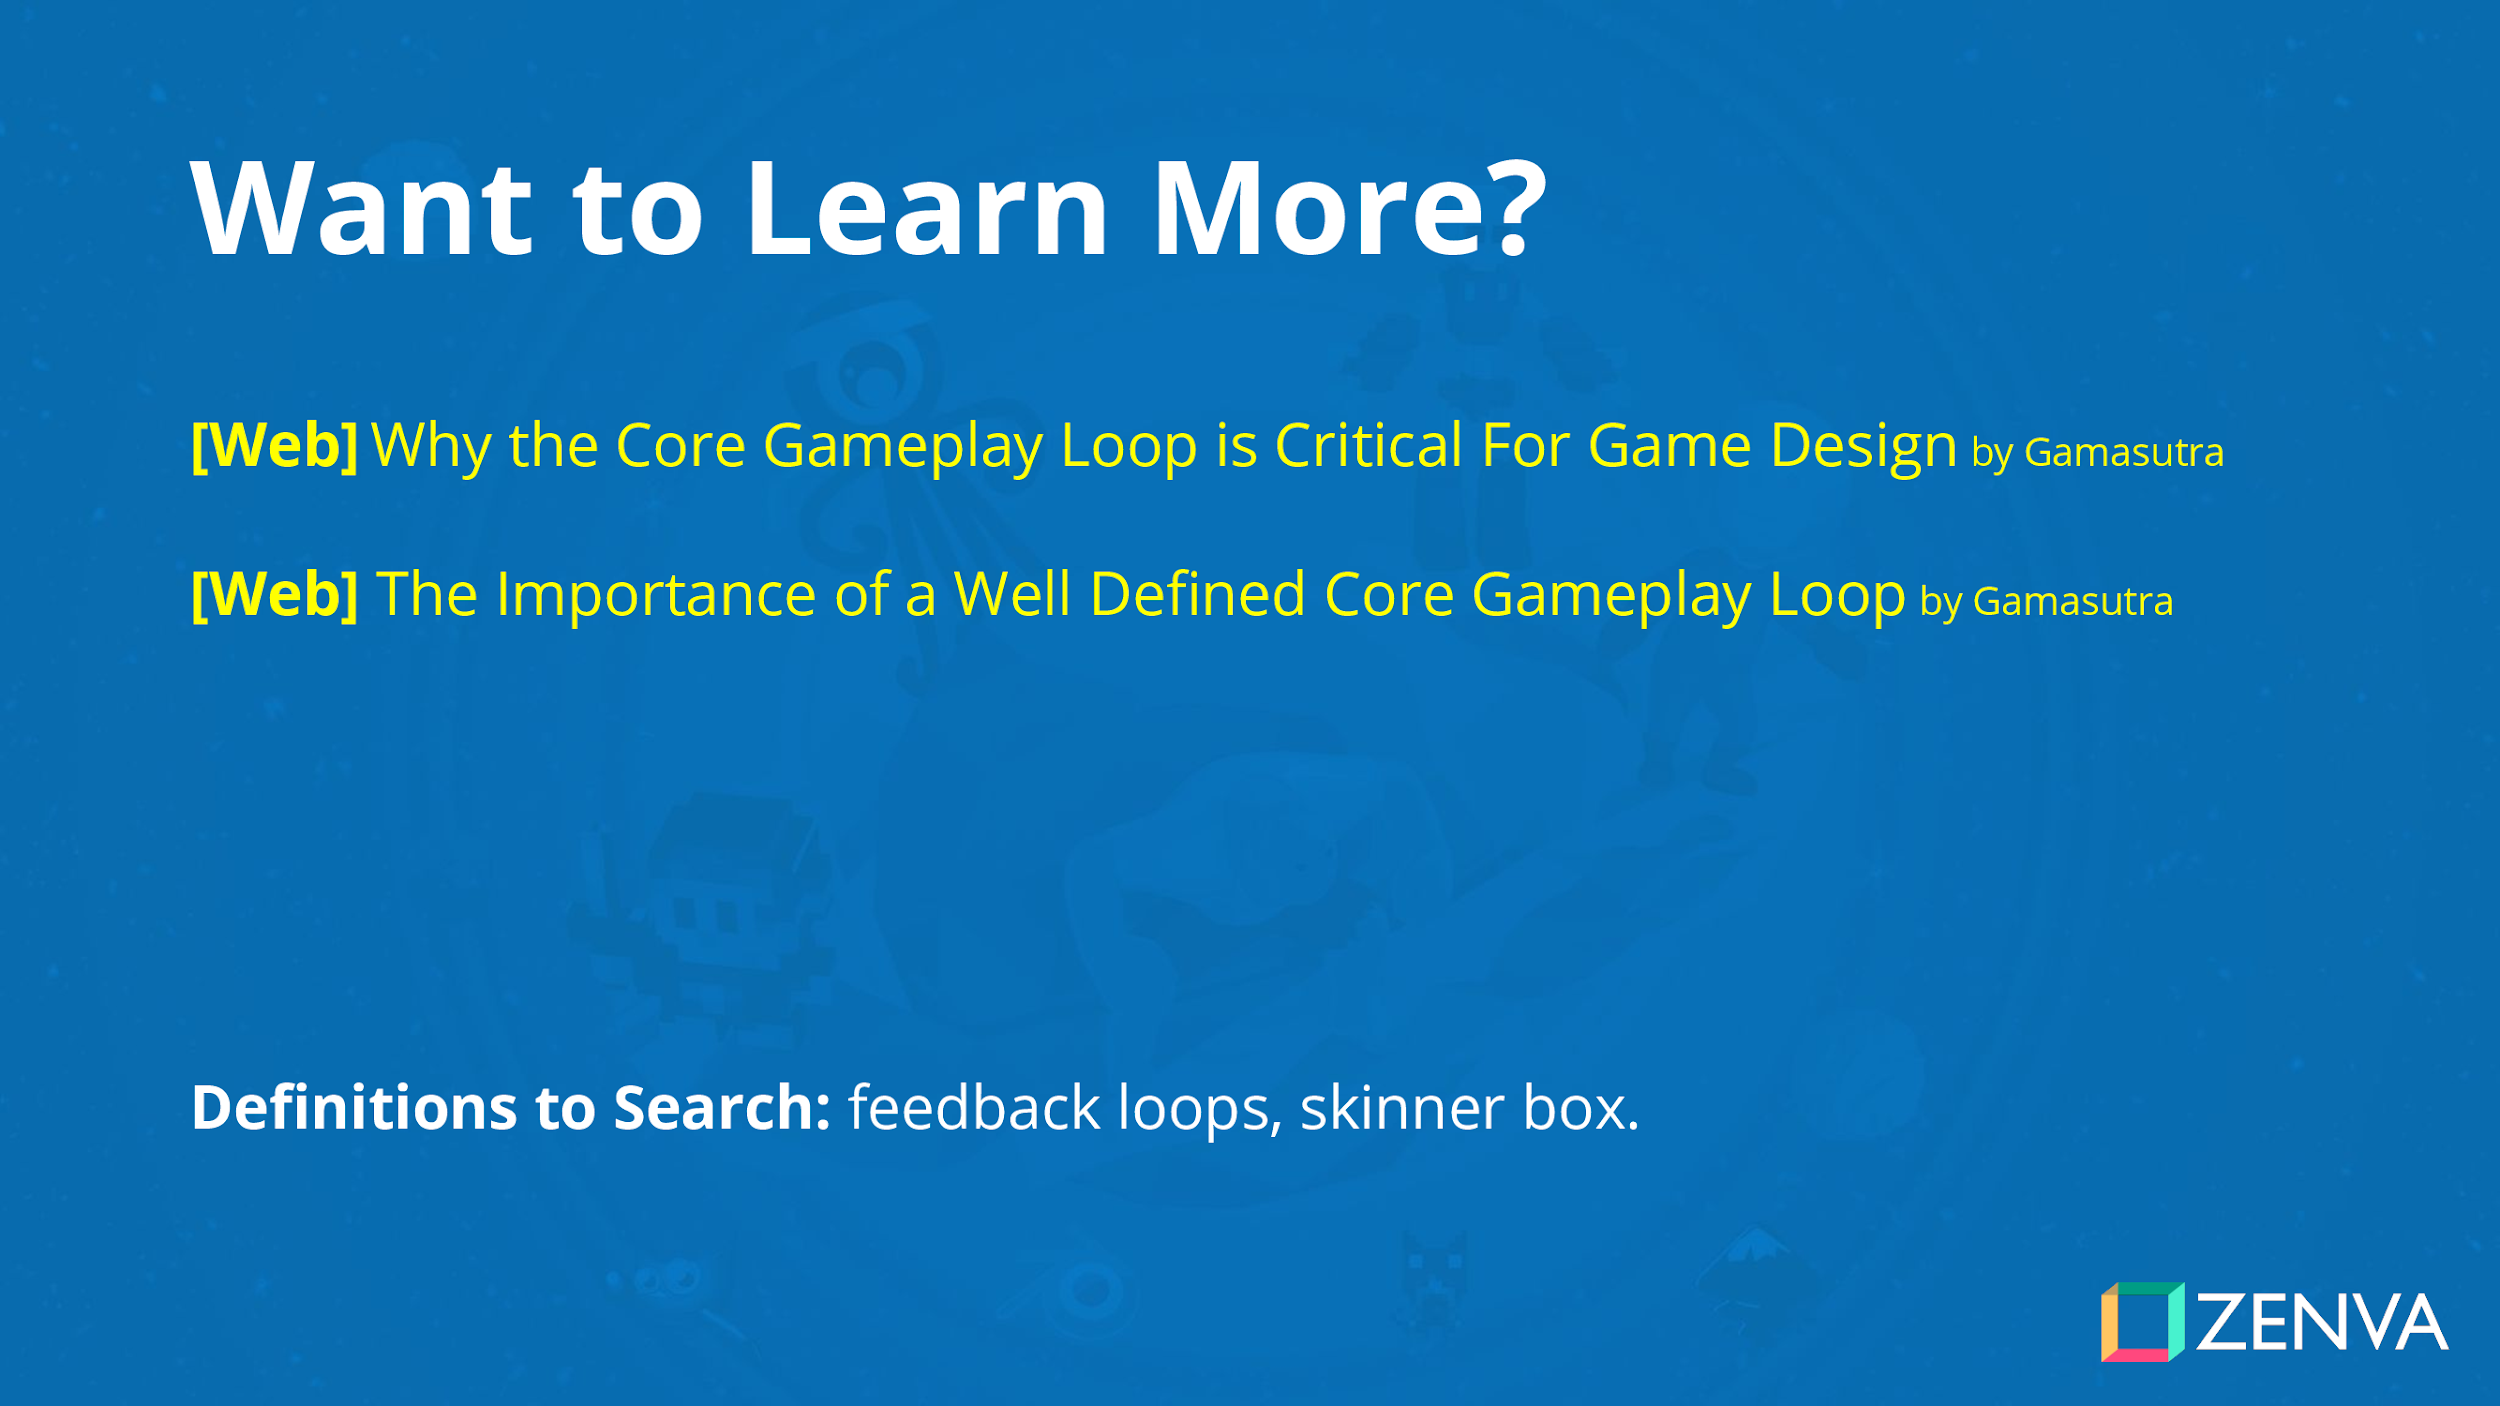 Want to Learn More?
[Web] Why the Core Gameplay Loop is Critical For Game Design by Gamasutra
[Web] The Importance of a Well Defined Core Gameplay Loop by Gamasutra
Definitions to Search: feedback loops, skinner box.
ZENVA